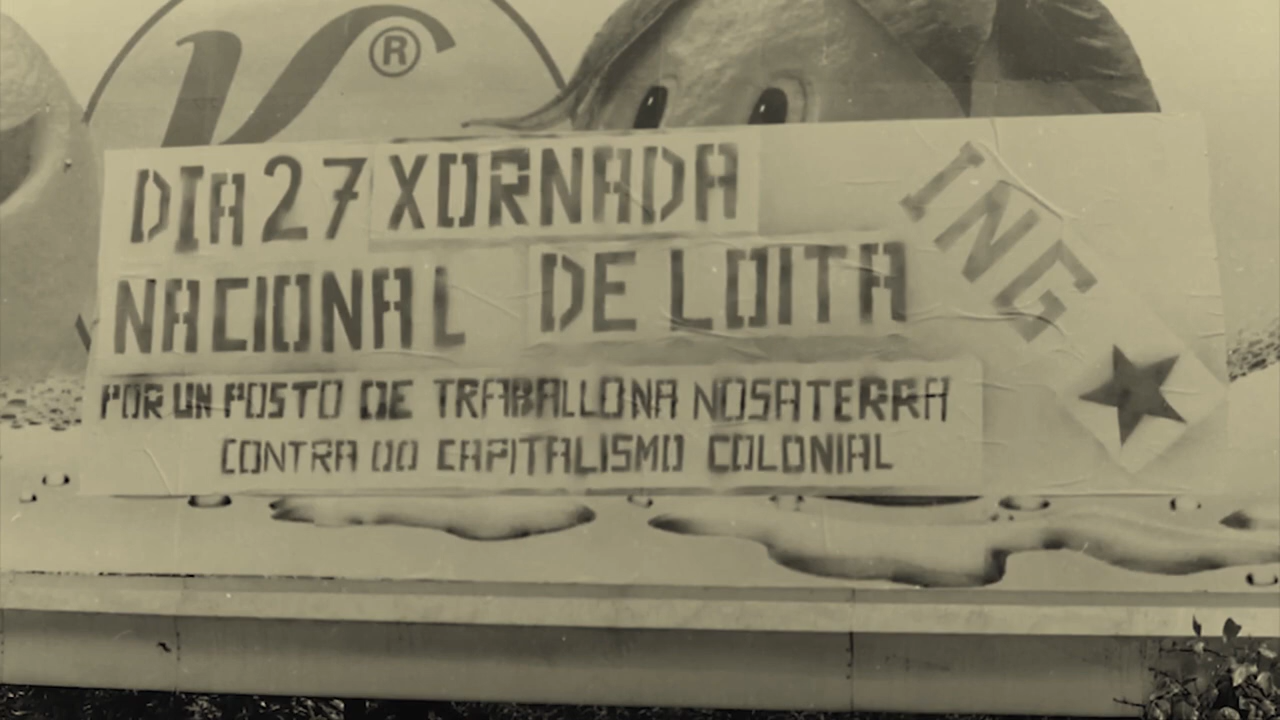 V®
DIA 27 XORNADA
NACIONAL DE LOITA
ING
POR UN POSTO DE TRABALLO NA NOSA TERRA
CONTRA DO CAPITALISMO COLONIAL